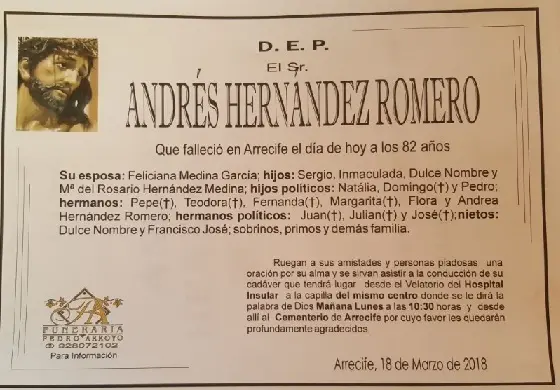 D. E. P.
El Sr.
ANDRÉS HERNÁNDEZ ROMERO
Que falleció en Arrecife el día de hoy a los 82 años
Su esposa: Feliciana Medina García; hijos: Sergio, Inmaculada, Dulce Nombre y
Mª del Rosario Hernández Medina; hijos políticos: Natália, Domingo(†) y Pedro;
hermanos: Pepe(†), Teodora(†), Fernanda(†), Margarita(†), Flora y Andrea
Hernández Romero; hermanos políticos: Juan(†), Julian(†) y José(†);nietos:
Dulce Nombre y Francisco José; sobrinos, primos y demás familia.
Ruegan a sus amistades y personas piadosas una
oración por su alma y se sirvan asistir a la conducción de su
cadáver que tendrá lugar desde el Velatorio del Hospital
Insular a la capilla del mismo centro donde se le dirá la
palabra de Dios Mañana Lunes a las 10:30 horas y desde
allí al Cementerio de Arrecife por cuyo favor les quedarán
profundamente agradecidos.
FUNERARIA
PEDRO ARROYO
928072102
Para Información
Arrecife, 18 de Marzo de 2018